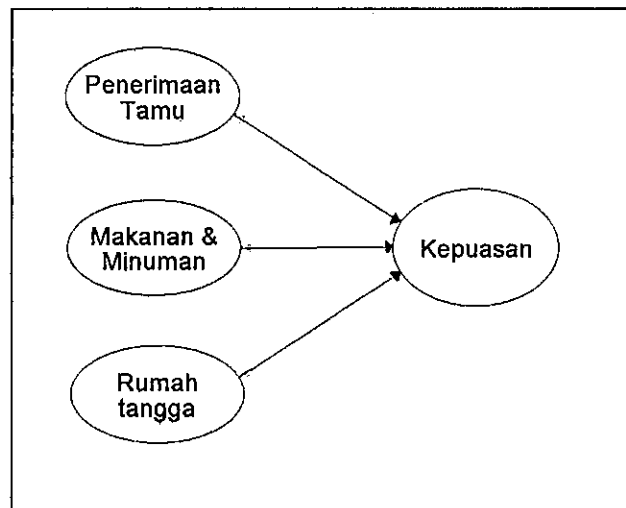 Penerimaan
Tamu
Makanan &
Minuman
Kepuasan
Rumah
tangga